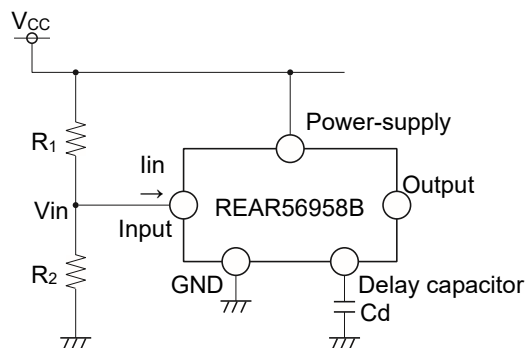 VCC
Power-supply
R1
Iin
→
Output
REAR56958B
Vin
Input
R2
GND
Delay capacitor
Cd